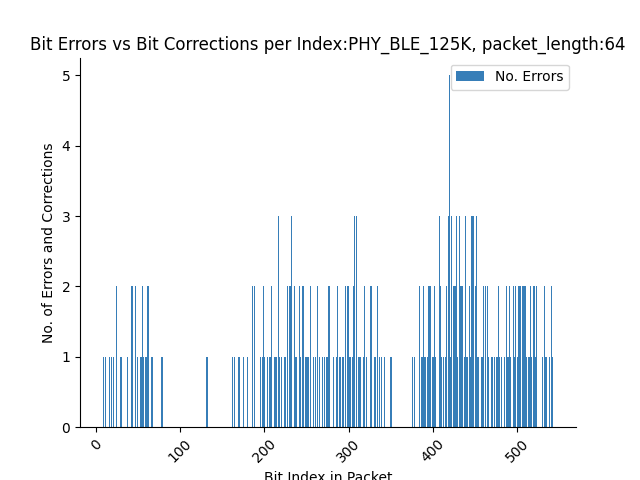 Bit Errors vs Bit Corrections per Index:PHY_BLE_125K, packet_length:64
No. Errors
No. of Errors and Corrections
5
4
3
2
1
0
0 100 200 300 400 500
Bit Index in Packet